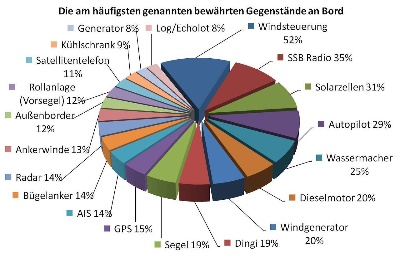 Die am häufigsten genannten bewährten Gegenstände an Bord
Generator 8%
Log/Echolot 8%
Windsteuerung
52%
Kühlschrank 9%
SSB Radio 35%
Satellitentelefon
11%
Solarzellen 31%
Rollanlage
(Vorsegel) 12%
Autopilot 29%
Außenborder
12%
Wassermacher
25%
Ankerwinde 13%
Radar 14%
Dieselmotor 20%
Bügelanker 14%
Windgenerator
20%
AIS 14%
GPS 15%
Segel 19%
Dingi 19%